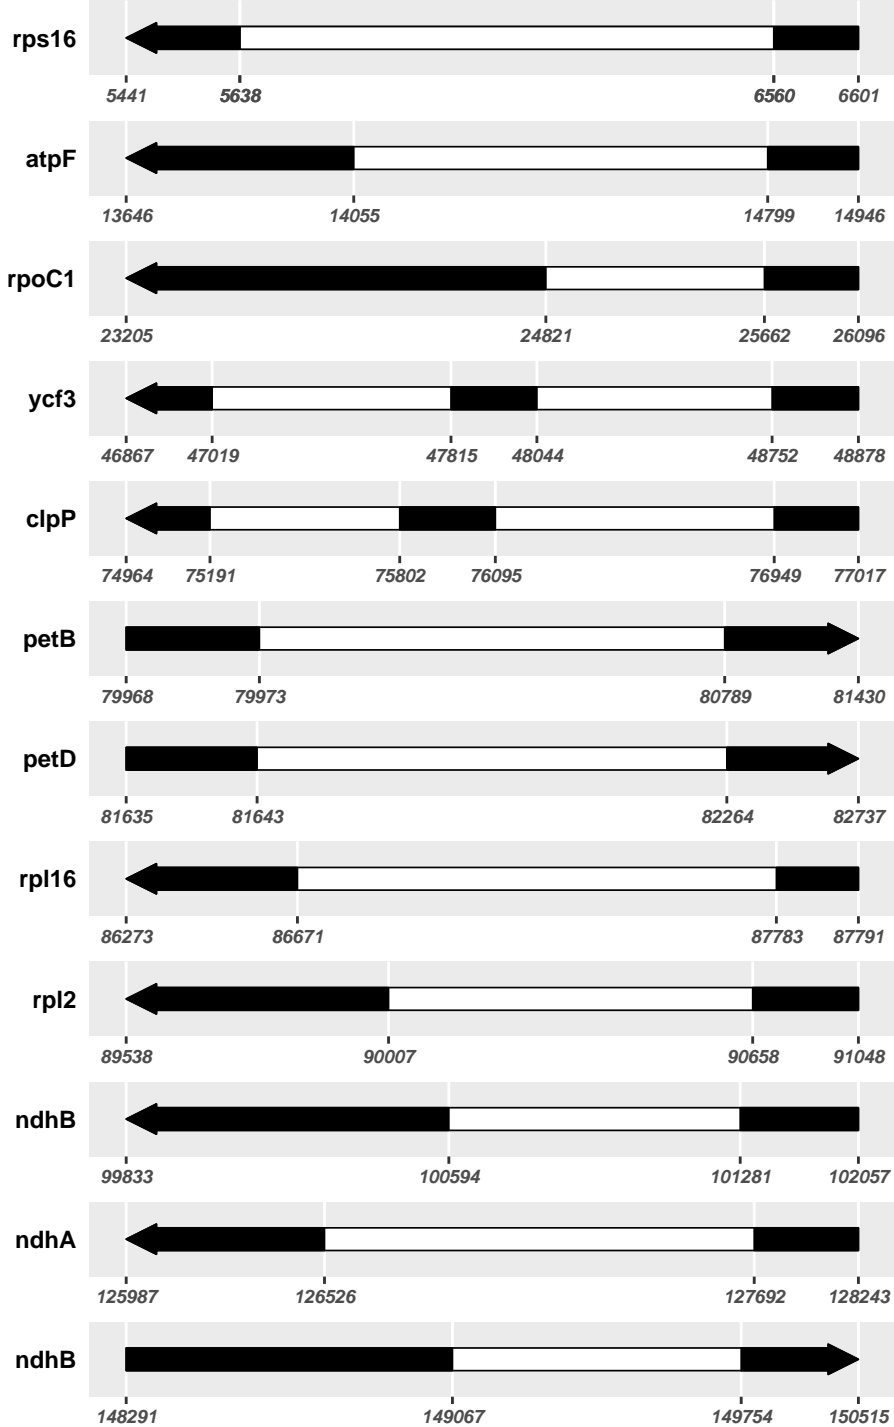 rps16
5441 5638 6560 6601
atpF
13646 14055 14799 14946
rpoC1
23205 24821 25662 26096
ycf3
46867 47019 47815 48044 48752 48878
clpP
74964 75191 75802 76095 76949 77017
petB
79968 79973 80789 81430
petD
81635 81643 82264 82737
rpl16
86273 86671 87783 87791
rpl2
89538 90007 90658 91048
ndhB
99833 100594 101281 102057
ndhA
125987 126526 127692 128243
ndhB
148291 149067 149754 150515